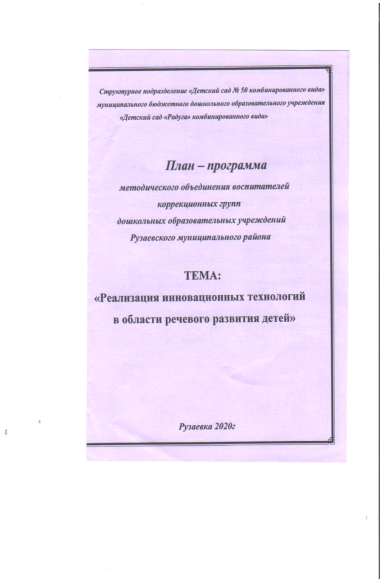 Структурное подразделение «Детский сад № 50 комбинированного вида»
муниципального бюджетного дошкольного образовательного учреждения
«Детский сад «Радуга» комбинированного вида»
План – программа
методического объединения воспитателей
коррекционных групп
дошкольных образовательных учреждений
Рузаевского муниципального района
ТЕМА:
«Реализация инновационных технологий
в области речевого развития детей»
Рузаевка 2020г